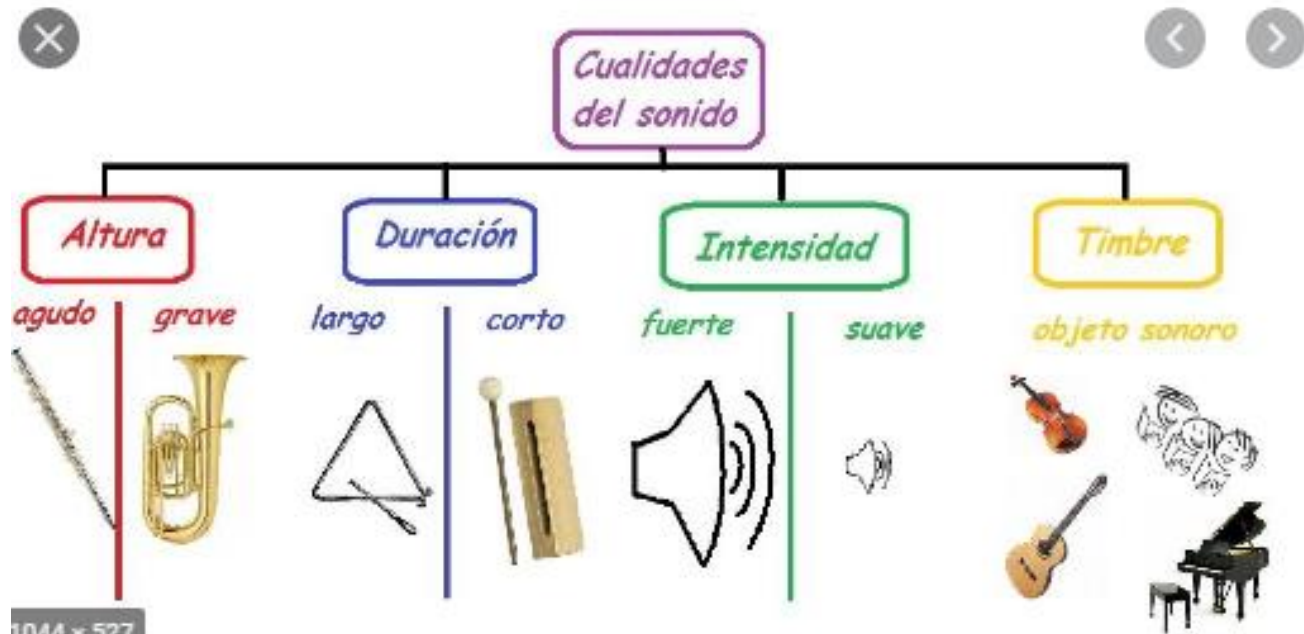 Cualidades
del sonido
Altura
Duración
Intensidad
Timbre
agudo
grave
largo
corto
fuerte
suave
objeto sonoro
1044 × 527